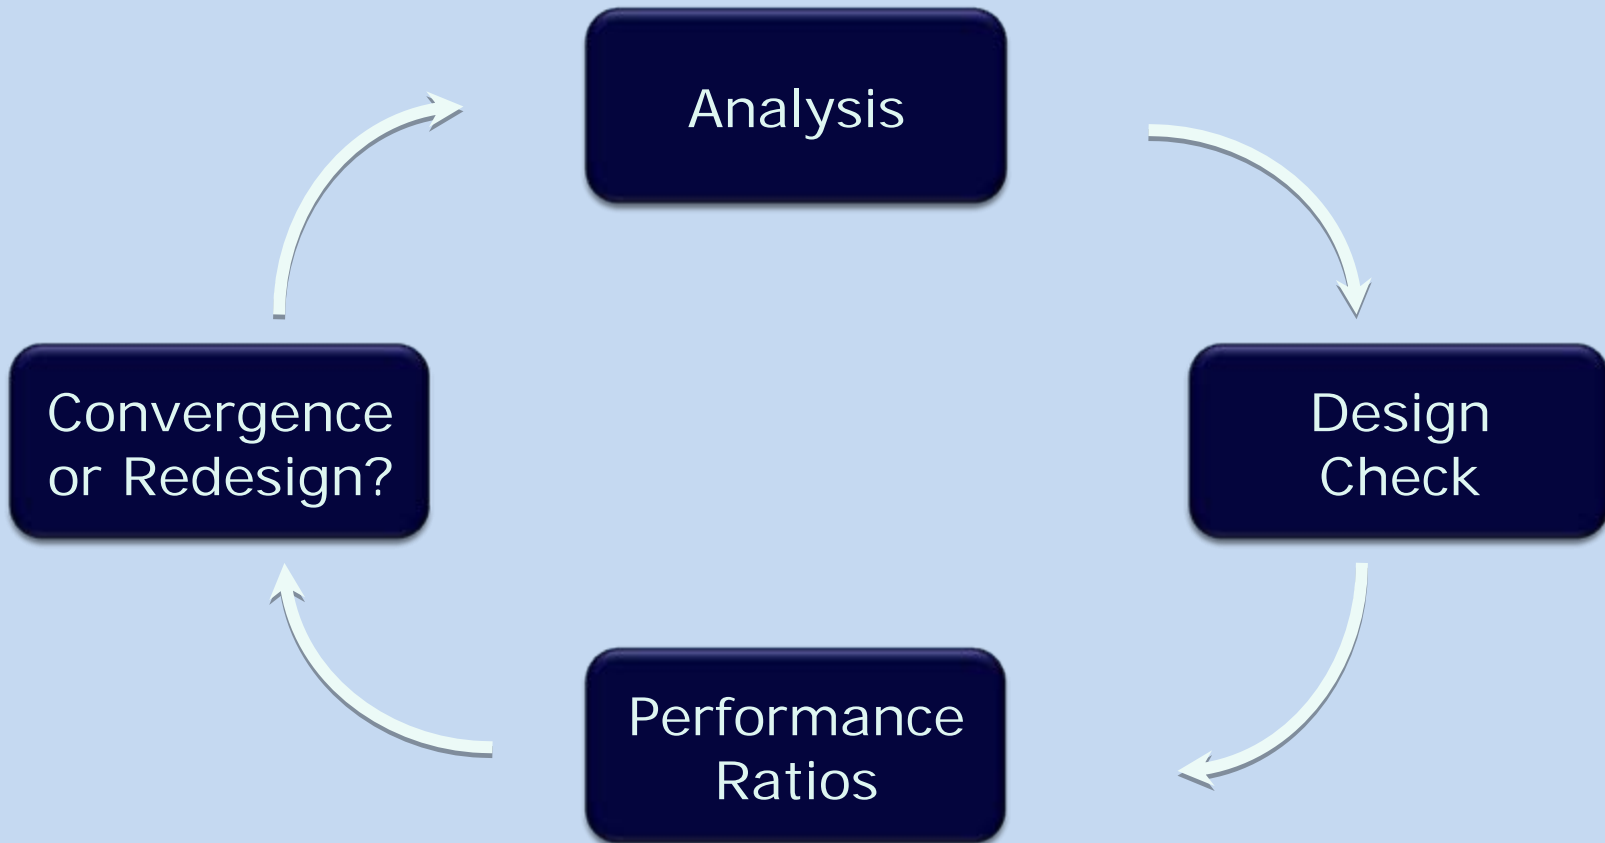 Analysis
Convergence
or Redesign?
Design
Check
Performance
Ratios